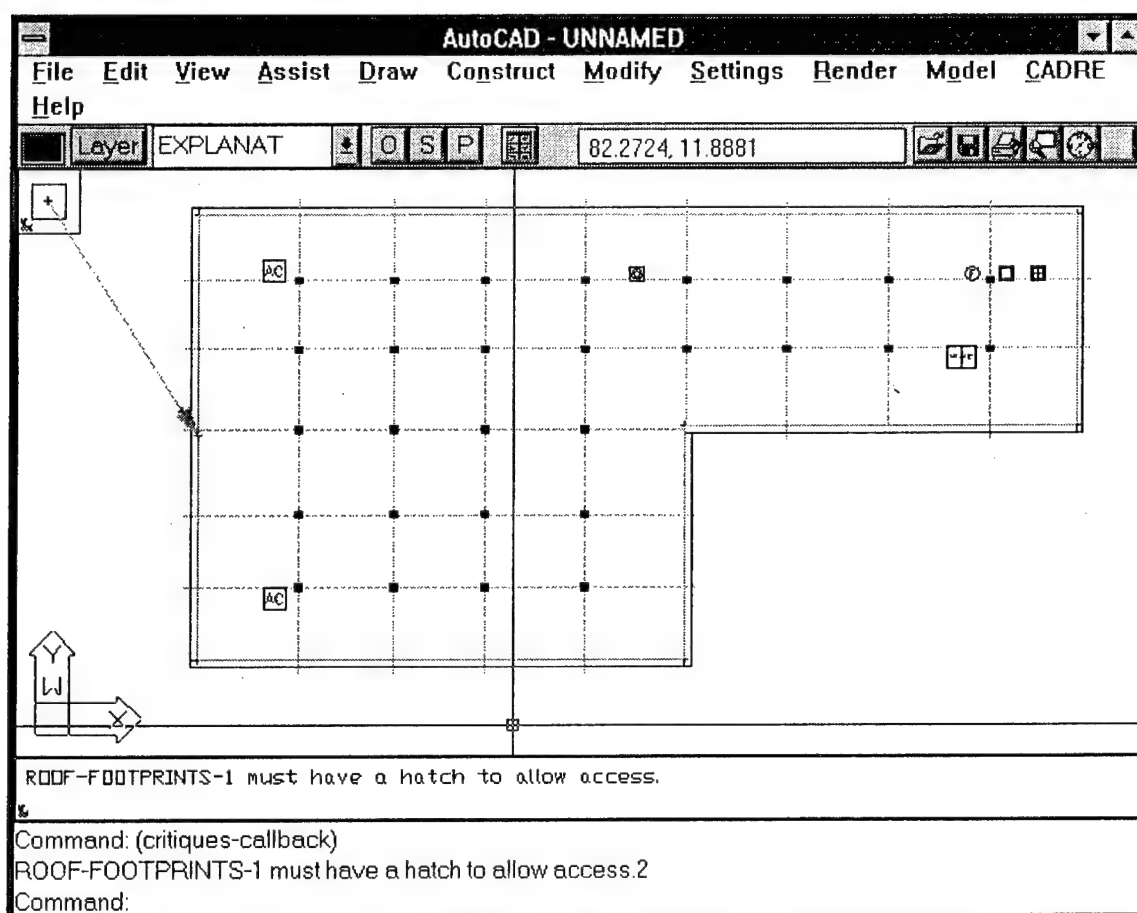 AutoCAD - UNNAMED
File Edit View Assist Draw Construct Modify Settings Render Model CADRE
Help
Layer EXPLANAT O S P 82.2724, 11.8881
AC
AC
Y
W
X
ROOF-FOOTPRINTS-1 must have a hatch to allow access.
Command: (critiques-callback)
ROOF-FOOTPRINTS-1 must have a hatch to allow access.2
Command: